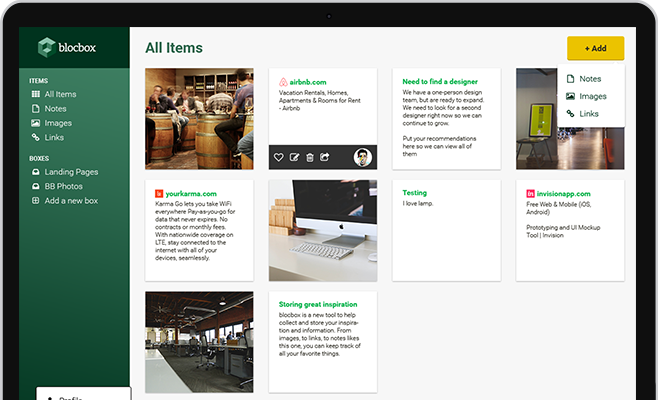 blocbox
All Items
+ Add
ITEMS
All Items
Notes
Images
Links
BOXES
Landing Pages
BB Photos
Add a new box
airbnb.com
Vacation Rentals, Homes,
Apartments & Rooms for Rent
- Airbnb
Need to find a designer
We have a one-person design
team, but are ready to expand.
We need to look for a second
designer right now so we can
continue to grow.
Put your recommendations
here so we can view all of
them
Notes
Images
Links
yourkarma.com
Karma Go lets you take WiFi
everywhere Pay-as-you-go for
data that never expires. No
contracts or monthly fees.
With nationwide coverage on
LTE, stay connected to the
internet with all of your
devices, seamlessly.
Testing
I love lamp.
in invisionapp.com
Free Web & Mobile (iOS,
Android)
Prototyping and UI Mockup
Tool | Invision
Storing great inspiration
blocbox is a new tool to help
collect and store your inspira-
tion and information. From
images, to links, to notes likes
this one, you can keep track of
all your favorite things.
Profile